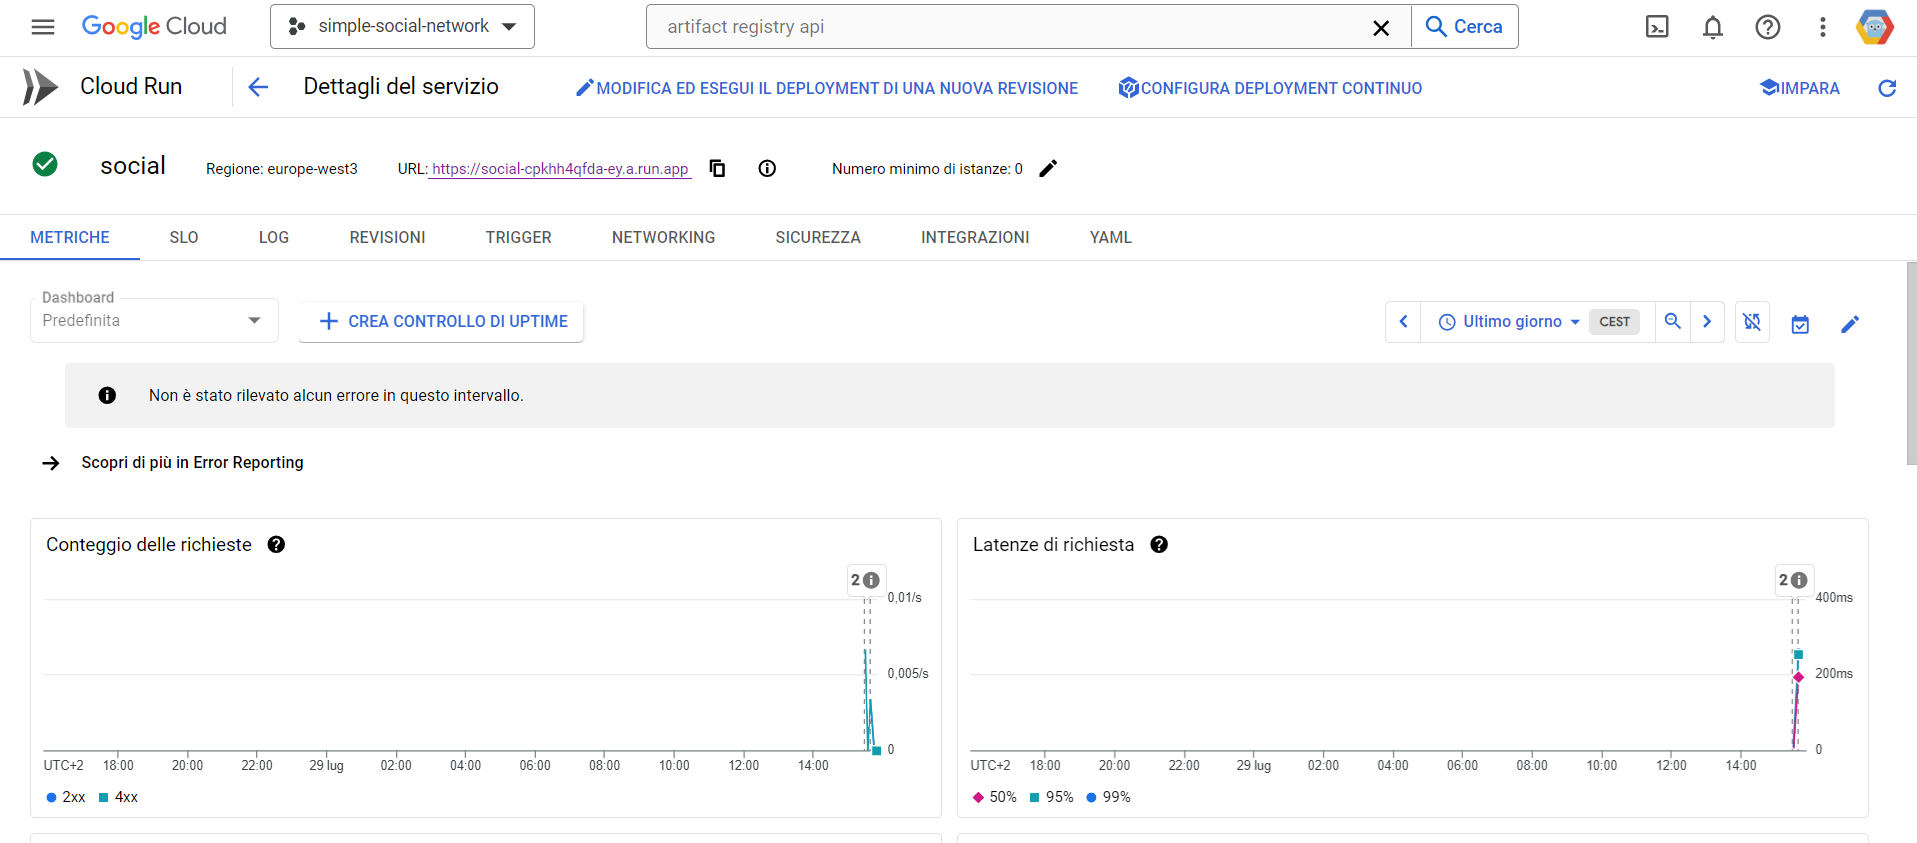 Google Cloud
simple-social-network
artifact registry api
Cerca
Cloud Run
Dettagli del servizio
MODIFICA ED ESEGUI IL DEPLOYMENT DI UNA NUOVA REVISIONE
CONFIGURA DEPLOYMENT CONTINUO
IMPARA
social
Regione: europe-west3
URL: https://social-cpkhh4qfda-ey.a.run.app
Numero minimo di istanze: 0
METRICHE
SLO
LOG
REVISIONI
TRIGGER
NETWORKING
SICUREZZA
INTEGRAZIONI
YAML
Dashboard
Predefinita
CREA CONTROLLO DI UPTIME
Ultimo giorno
CEST
Non è stato rilevato alcun errore in questo intervallo.
Scopri di più in Error Reporting
Conteggio delle richieste
2
0,01/s
0,005/s
0
UTC+2 18:00 20:00 22:00 29 lug 02:00 04:00 06:00 08:00 10:00 12:00 14:00
2xx 4xx
Latenze di richiesta
2
400ms
200ms
0
UTC+2 18:00 20:00 22:00 29 lug 02:00 04:00 06:00 08:00 10:00 12:00 14:00
50% 95% 99%